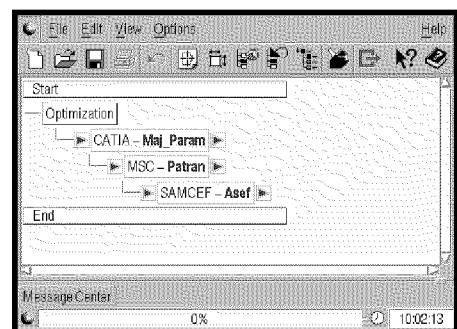 File Edit View Options Help
Start
Optimization
CATIA – Maj_Param
MSC – Patran
SAMCEF – Asef
End
Message Center
0% 10:02:13